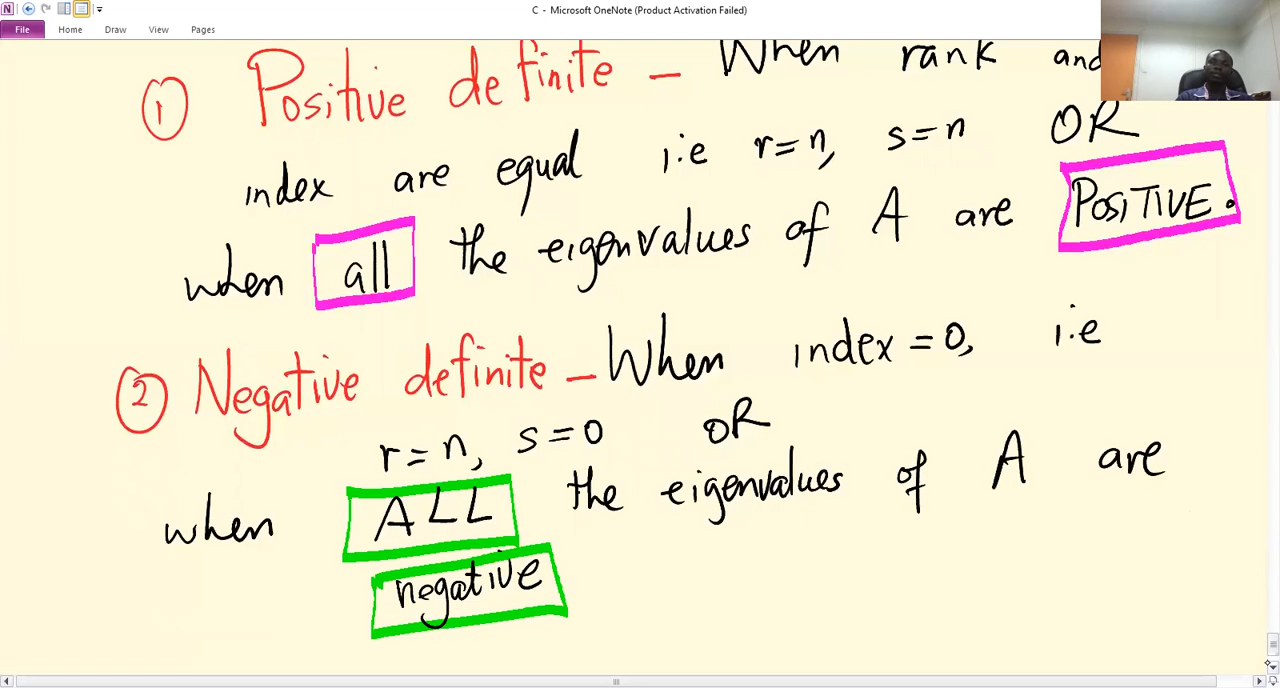 C - Microsoft OneNote (Product Activation Failed)
File Home Draw View Pages
① Positive definite - When rank and
index are equal i.e r=n, s=n OR
when all the eigenvalues of A are POSITIVE.
② Negative definite - When index = 0, i.e
r=n, s=0 OR
when ALL the eigenvalues of A are
negative